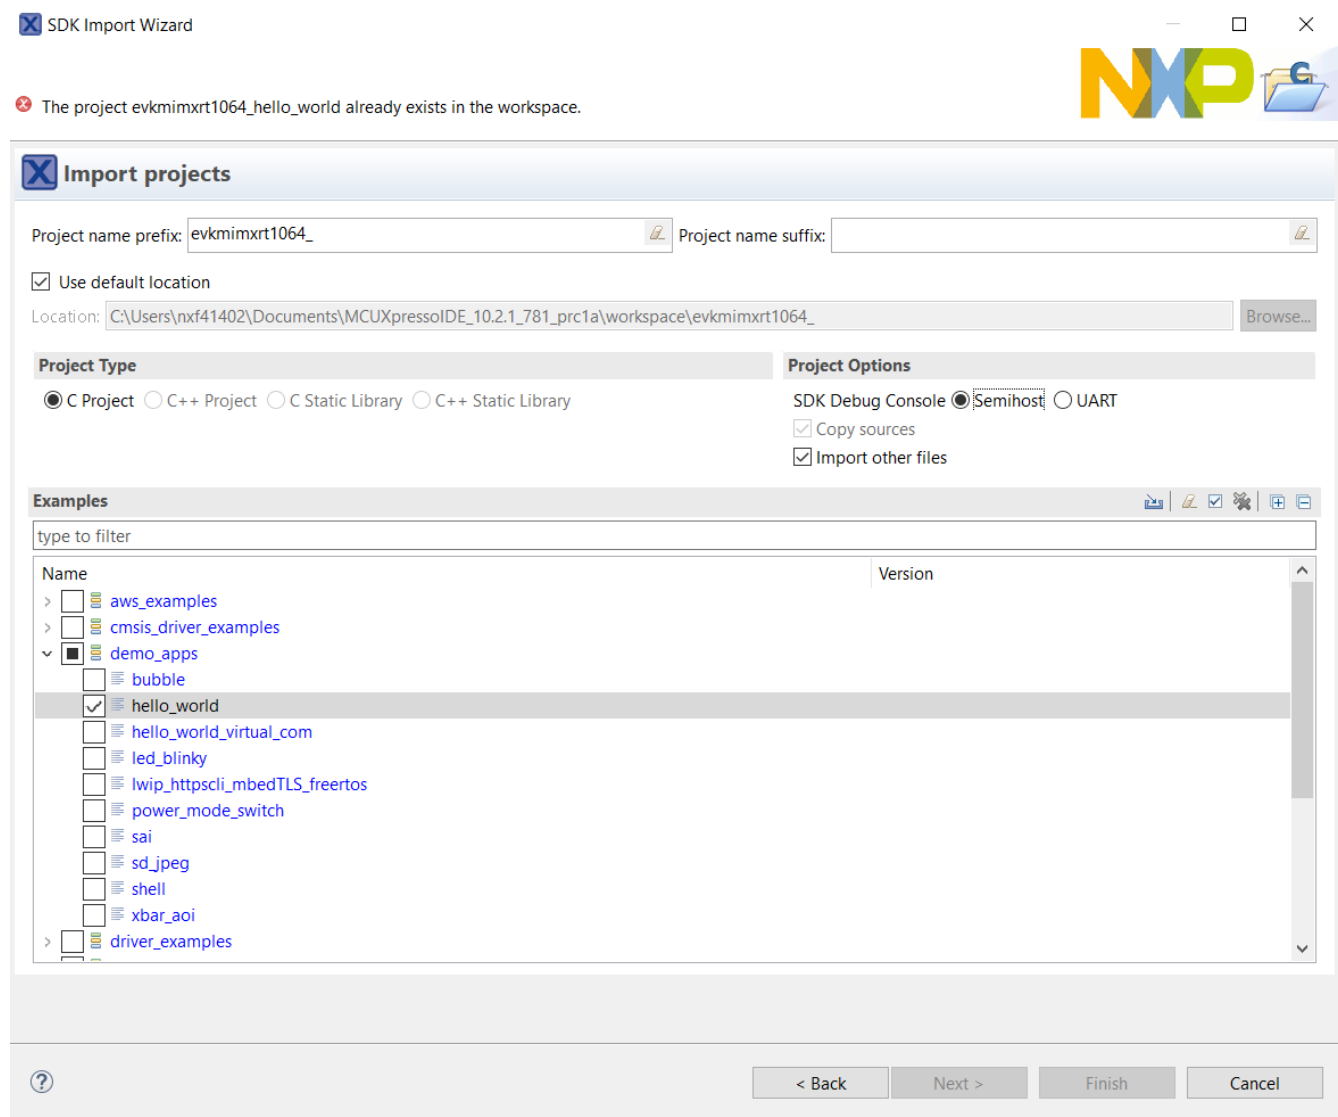 SDK Import Wizard
NXP
The project evkmimxrt1064_hello_world already exists in the workspace.
Import projects
Project name prefix: evkmimxrt1064_ Project name suffix:
Use default location
Location: C:\Users\nxf41402\Documents\MCUXpressoIDE_10.2.1_781_prc1a\workspace\evkmimxrt1064_ Browse...
Project Type Project Options
C Project C++ Project C Static Library C++ Static Library SDK Debug Console Semihost UART
Copy sources
Import other files
Examples
type to filter
Name Version
aws_examples
cmsis_driver_examples
demo_apps
bubble
hello_world
hello_world_virtual_com
led_blinky
lwip_httpscli_mbedTLS_freertos
power_mode_switch
sai
sd_jpeg
shell
xbar_aoi
driver_examples
< Back Next > Finish Cancel